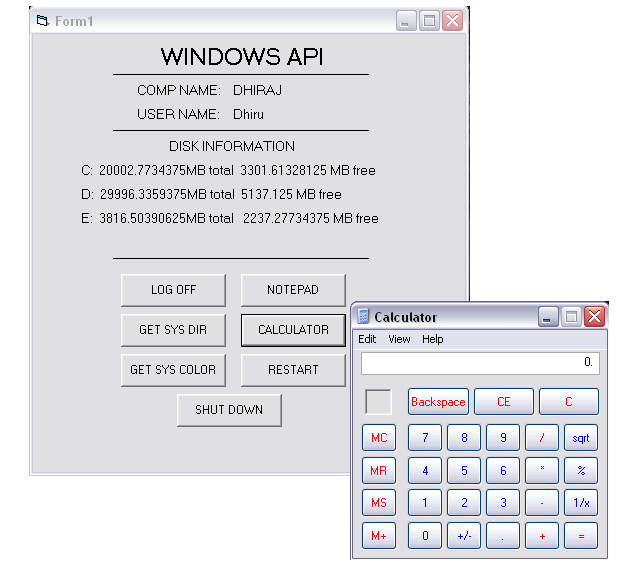 Form1
WINDOWS API
COMP NAME: DHIRAJ
USER NAME: Dhiru
DISK INFORMATION
C: 20002.7734375MB total 3301.61328125 MB free
D: 29996.3359375MB total 5137.125 MB free
E: 3816.50390625MB total 2237.27734375 MB free
LOG OFF NOTEPAD
GET SYS DIR CALCULATOR
GET SYS COLOR RESTART
SHUT DOWN
Calculator
Edit View Help
0.
Backspace CE C
MC 7 8 9 / sqrt
MR 4 5 6 * %
MS 1 2 3 - 1/x
M+ 0 +/- . + =